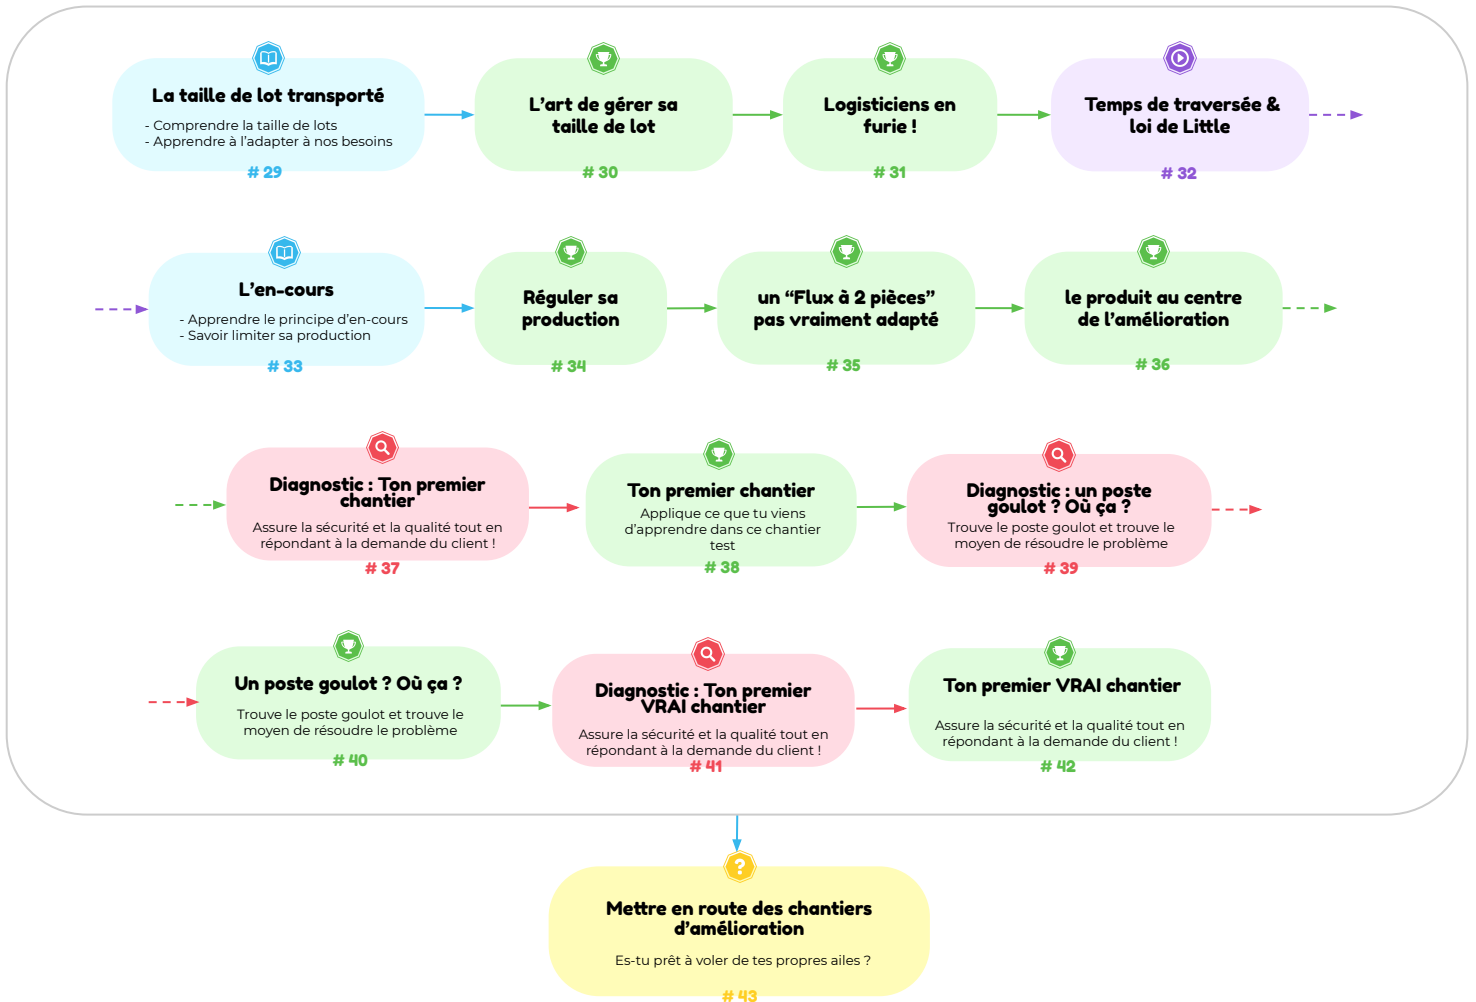 La taille de lot transporté
- Comprendre la taille de lots
- Apprendre à l'adapter à nos besoins
# 29
L'art de gérer sa
taille de lot
# 30
Logisticiens en
furie !
# 31
Temps de traversée &
loi de Little
# 32
L'en-cours
- Apprendre le principe d'en-cours
- Savoir limiter sa production
# 33
Réguler sa
production
# 34
un “Flux à 2 pièces”
pas vraiment adapté
# 35
le produit au centre
de l'amélioration
# 36
Diagnostic : Ton premier
chantier
Assure la sécurité et la qualité tout en
répondant à la demande du client !
# 37
Ton premier chantier
Applique ce que tu viens
d'apprendre dans ce chantier
test
# 38
Diagnostic : un poste
goulot ? Où ça ?
Trouve le poste goulot et trouve le
moyen de résoudre le problème
# 39
Un poste goulot ? Où ça ?
Trouve le poste goulot et trouve le
moyen de résoudre le problème
# 40
Diagnostic : Ton premier
VRAI chantier
Assure la sécurité et la qualité tout en
répondant à la demande du client !
# 41
Ton premier VRAI chantier
Assure la sécurité et la qualité tout en
répondant à la demande du client !
# 42
?
Mettre en route des chantiers
d'amélioration
Es-tu prêt à voler de tes propres ailes ?
# 43